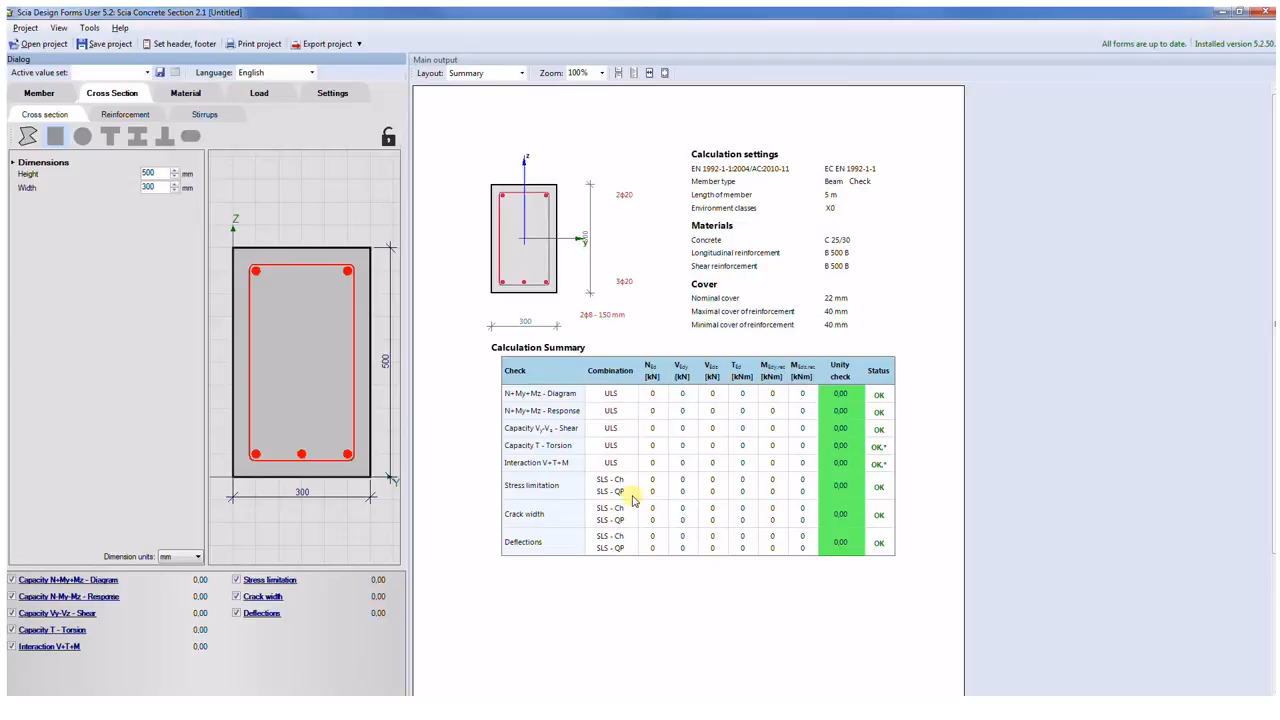 Scia Design Forms User 5.2: Scia Concrete Section 2.1 [Untitled]
Project View Tools Help
Open project Save project Set header, footer Print project Export project
All forms are up to date. Installed version 5.2.50.
Dialog
Active value set: Language: English
Member Cross Section Material Load Settings
Cross section Reinforcement Stirrups
Dimensions
Height 500 mm
Width 300 mm
Z
500
Y
300
Dimension units: mm
Capacity N+My+Mz - Diagram 0,00
Capacity N-My-Mz - Response 0,00
Capacity Vy-Vz - Shear 0,00
Capacity T - Torsion 0,00
Interaction V+T+M 0,00
Stress limitation 0,00
Crack width 0,00
Deflections 0,00
Main output
Layout: Summary Zoom: 100%
z
2ϕ20
y
3ϕ20
2ϕ8 - 150 mm
300
Calculation settings
EN 1992-1-1:2004/AC:2010-11 EC EN 1992-1-1
Member type Beam Check
Length of member 5 m
Environment classes X0
Materials
Concrete C 25/30
Longitudinal reinforcement B 500 B
Shear reinforcement B 500 B
Cover
Nominal cover 22 mm
Maximal cover of reinforcement 40 mm
Minimal cover of reinforcement 40 mm
Calculation Summary
Check Combination NEd [kN] VEdy [kN] VEdz [kN] TEd [kNm] MEdy,rec [kNm] MEdz,rec [kNm] Unity check Status
N+My+Mz - Diagram ULS 0 0 0 0 0 0 0,00 OK
N+My+Mz - Response ULS 0 0 0 0 0 0 0,00 OK
Capacity Vy-Vz - Shear ULS 0 0 0 0 0 0 0,00 OK
Capacity T - Torsion ULS 0 0 0 0 0 0 0,00 OK,*
Interaction V+T+M ULS 0 0 0 0 0 0 0,00 OK,*
Stress limitation SLS - Ch 0 0 0 0 0 0 0,00 OK
SLS - QP 0 0 0 0 0 0
Crack width SLS - Ch 0 0 0 0 0 0 0,00 OK
SLS - QP 0 0 0 0 0 0
Deflections SLS - Ch 0 0 0 0 0 0 0,00 OK
SLS - QP 0 0 0 0 0 0